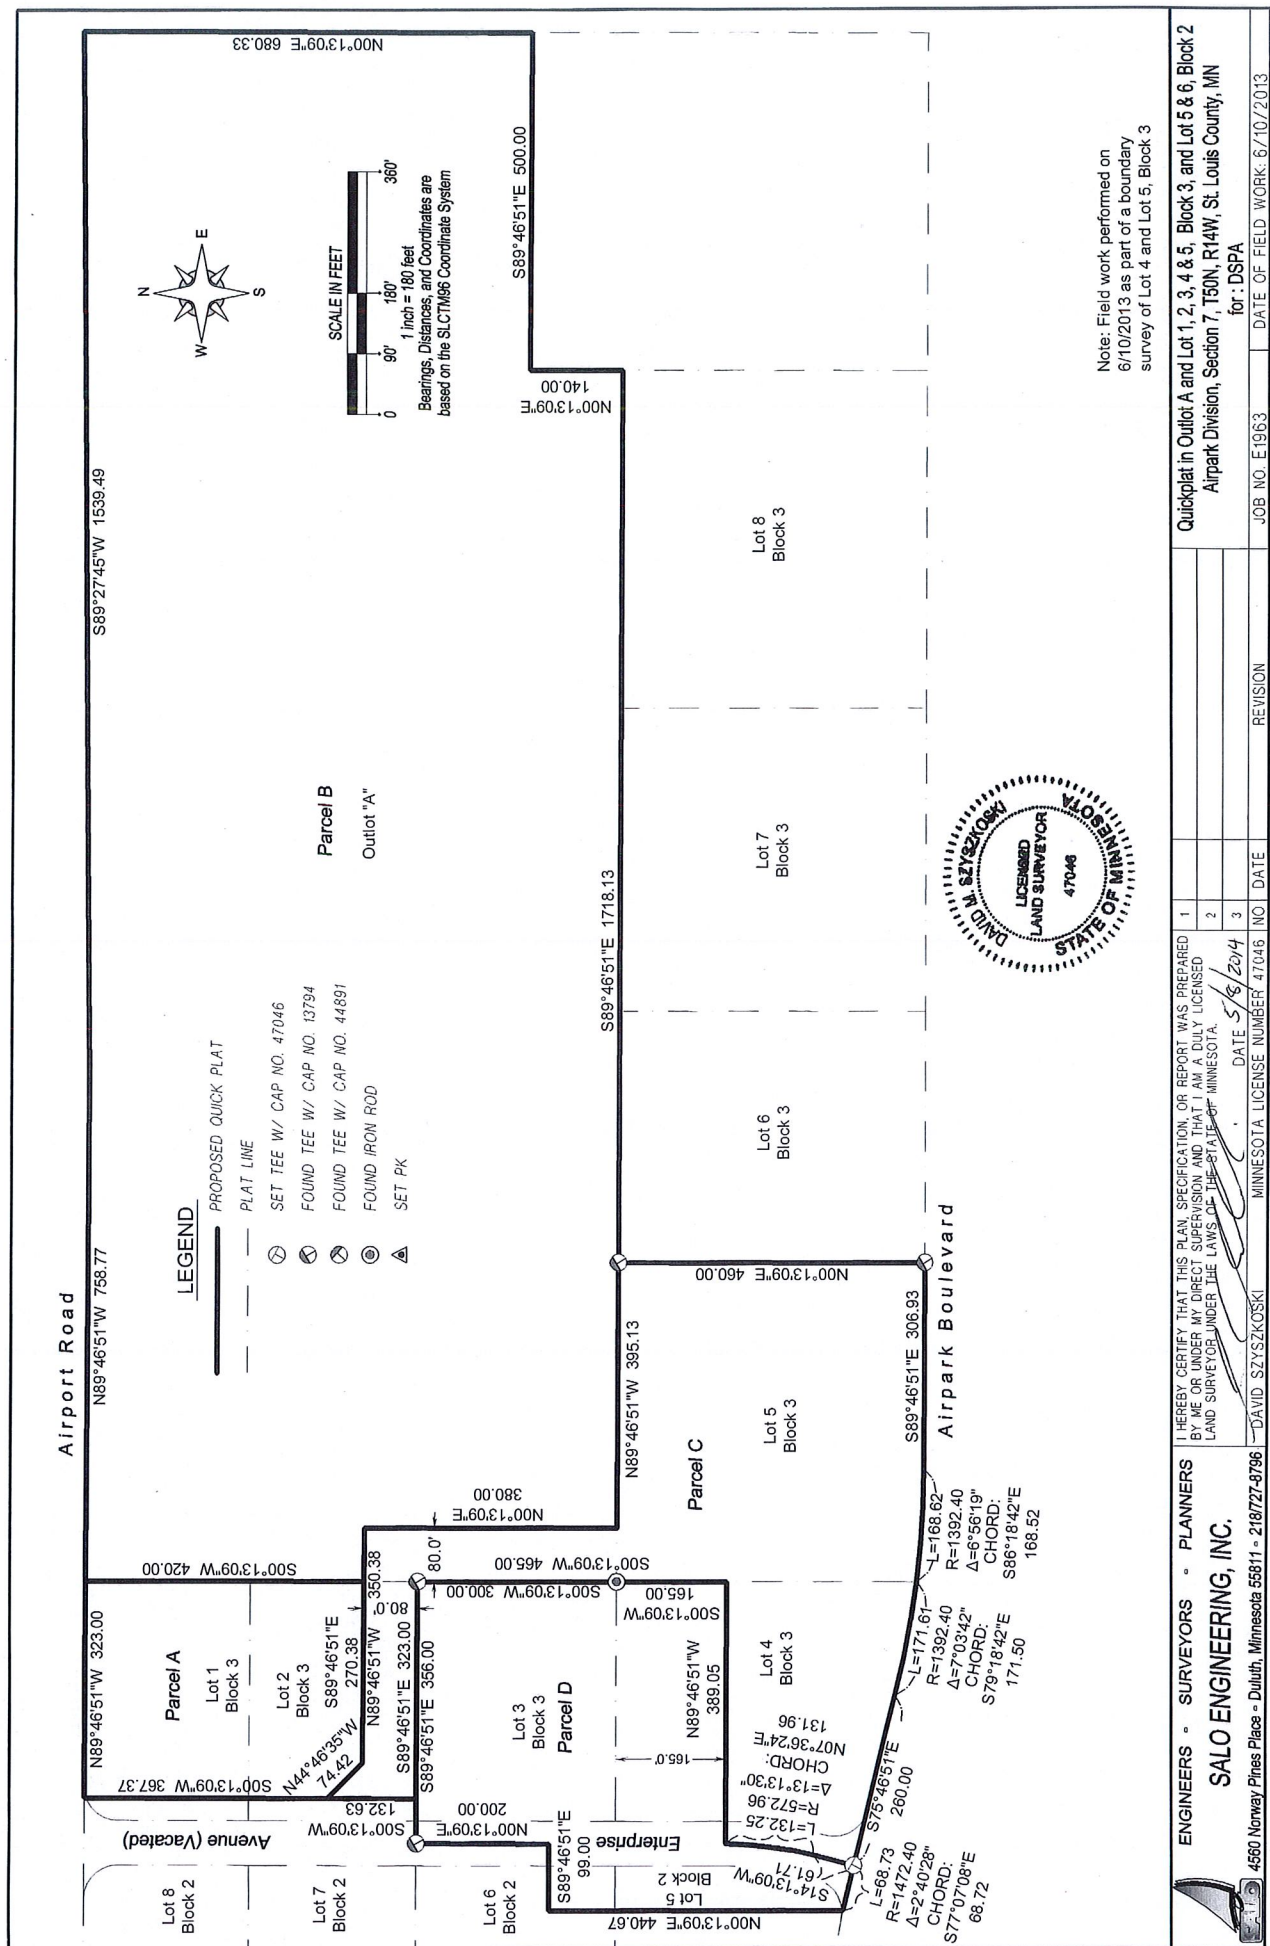 Airport Road
N89°46'51"W 323.00
N89°46'51"W 758.77
S89°27'45"W 1539.49
N00°13'09"E 680.33
S89°46'51"E 500.00
N00°13'09"E
140.00
N
W
E
S
SCALE IN FEET
0
90'
180'
360'
1 inch = 180 feet
Bearings, Distances, and Coordinates are
based on the SLCTM96 Coordinate System
LEGEND
PROPOSED QUICK PLAT
PLAT LINE
SET TEE W/ CAP NO. 47046
FOUND TEE W/ CAP NO. 13794
FOUND TEE W/ CAP NO. 44891
FOUND IRON ROD
SET PK
Parcel B
Outlot "A"
Parcel A
Lot 1
Block 3
Lot 2
Block 3
S00°13'09"W 367.37
S00°13'09"W 420.00
N44°46'35"W
74.42
S89°46'51"E
270.38
N89°46'51"W
350.38
S89°46'51"E 323.00
S89°46'51"E 356.00
80.0'
80.0'
N00°13'09"E
380.00
S00°13'09"W
132.63
Avenue (Vacated)
Enterprise
Lot 8
Block 2
Lot 7
Block 2
Lot 6
Block 2
Lot 5
Block 2
N00°13'09"E
200.00
S89°46'51"E
99.00
N00°13'09"E 440.67
Lot 3
Block 3
Parcel D
S00°13'09"W
300.00
S00°13'09"W 465.00
S00°13'09"W
165.00
165.0'
N89°46'51"W
389.05
L=132.25
R=572.96
Δ=13°13'30"
CHORD:
N07°36'24"E
131.96
S14°13'09"W
(61.71)
L=68.73
R=1472.40
Δ=2°40'28"
CHORD:
S77°07'08"E
68.72
S75°46'51"E
260.00
Lot 4
Block 3
L=171.61
R=1392.40
Δ=7°03'42"
CHORD:
S79°18'42"E
171.50
L=168.62
R=1392.40
Δ=6°56'19"
CHORD:
S86°18'42"E
168.52
Parcel C
N89°46'51"W 395.13
Lot 5
Block 3
S89°46'51"E 306.93
N00°13'09"E 460.00
Airpark Boulevard
S89°46'51"E 1718.13
Lot 6
Block 3
Lot 7
Block 3
Lot 8
Block 3
DAVID M. SZYSZKOSKI
LICENSED
LAND SURVEYOR
47046
STATE OF MINNESOTA
Note: Field work performed on
6/10/2013 as part of a boundary
survey of Lot 4 and Lot 5, Block 3
ENGINEERS - SURVEYORS - PLANNERS
SALO ENGINEERING, INC.
4560 Norway Pines Place - Duluth, Minnesota 55811 - 218/727-8796
I HEREBY CERTIFY THAT THIS PLAN, SPECIFICATION, OR REPORT WAS PREPARED
BY ME OR UNDER MY DIRECT SUPERVISION AND THAT I AM A DULY LICENSED
LAND SURVEYOR UNDER THE LAWS OF THE STATE OF MINNESOTA.
DATE 5/8/2014
DAVID SZYSZKOSKI MINNESOTA LICENSE NUMBER 47046
1
2
3
NO DATE REVISION
Quickplat in Outlot A and Lot 1, 2, 3, 4 & 5, Block 3, and Lot 5 & 6, Block 2
Airpark Division, Section 7, T50N, R14W, St. Louis County, MN
for : DSPA
JOB NO. E1963
DATE OF FIELD WORK: 6/10/2013